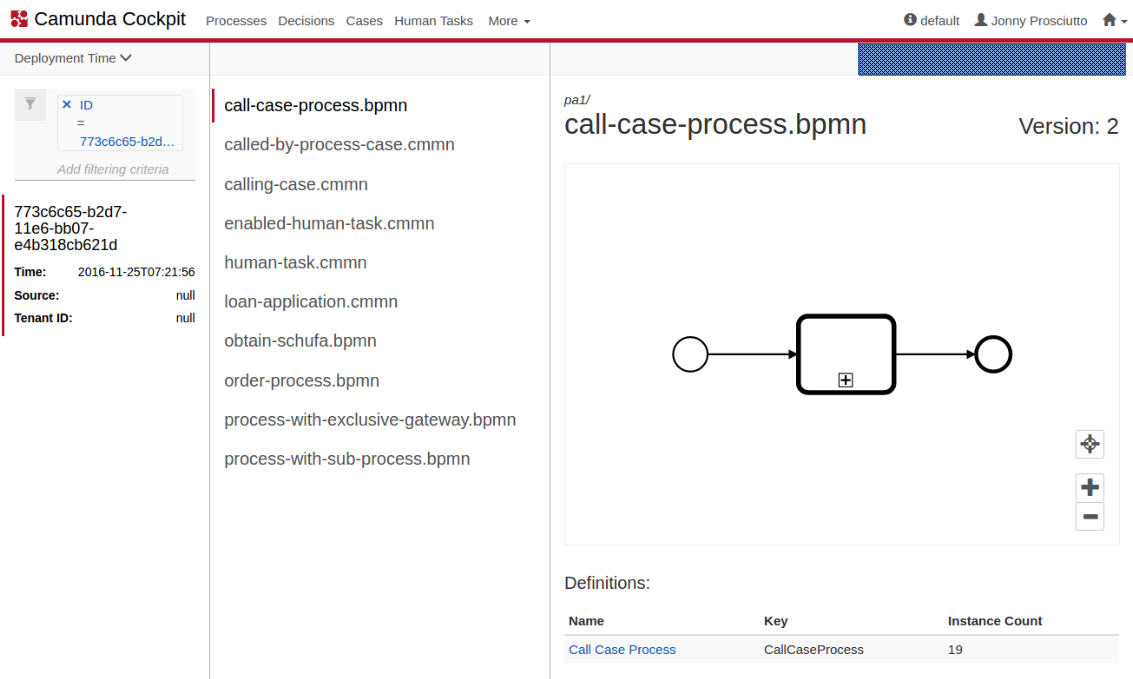 Camunda Cockpit Processes Decisions Cases Human Tasks More default Jonny Prosciutto
Deployment Time
ID
=
773c6c65-b2d...
Add filtering criteria
773c6c65-b2d7-
11e6-bb07-
e4b318cb621d
Time: 2016-11-25T07:21:56
Source: null
Tenant ID: null
call-case-process.bpmn
called-by-process-case.cmmn
calling-case.cmmn
enabled-human-task.cmmn
human-task.cmmn
loan-application.cmmn
obtain-schufa.bpmn
order-process.bpmn
process-with-exclusive-gateway.bpmn
process-with-sub-process.bpmn
pa1/
call-case-process.bpmn Version: 2
Definitions:
Name Key Instance Count
Call Case Process CallCaseProcess 19